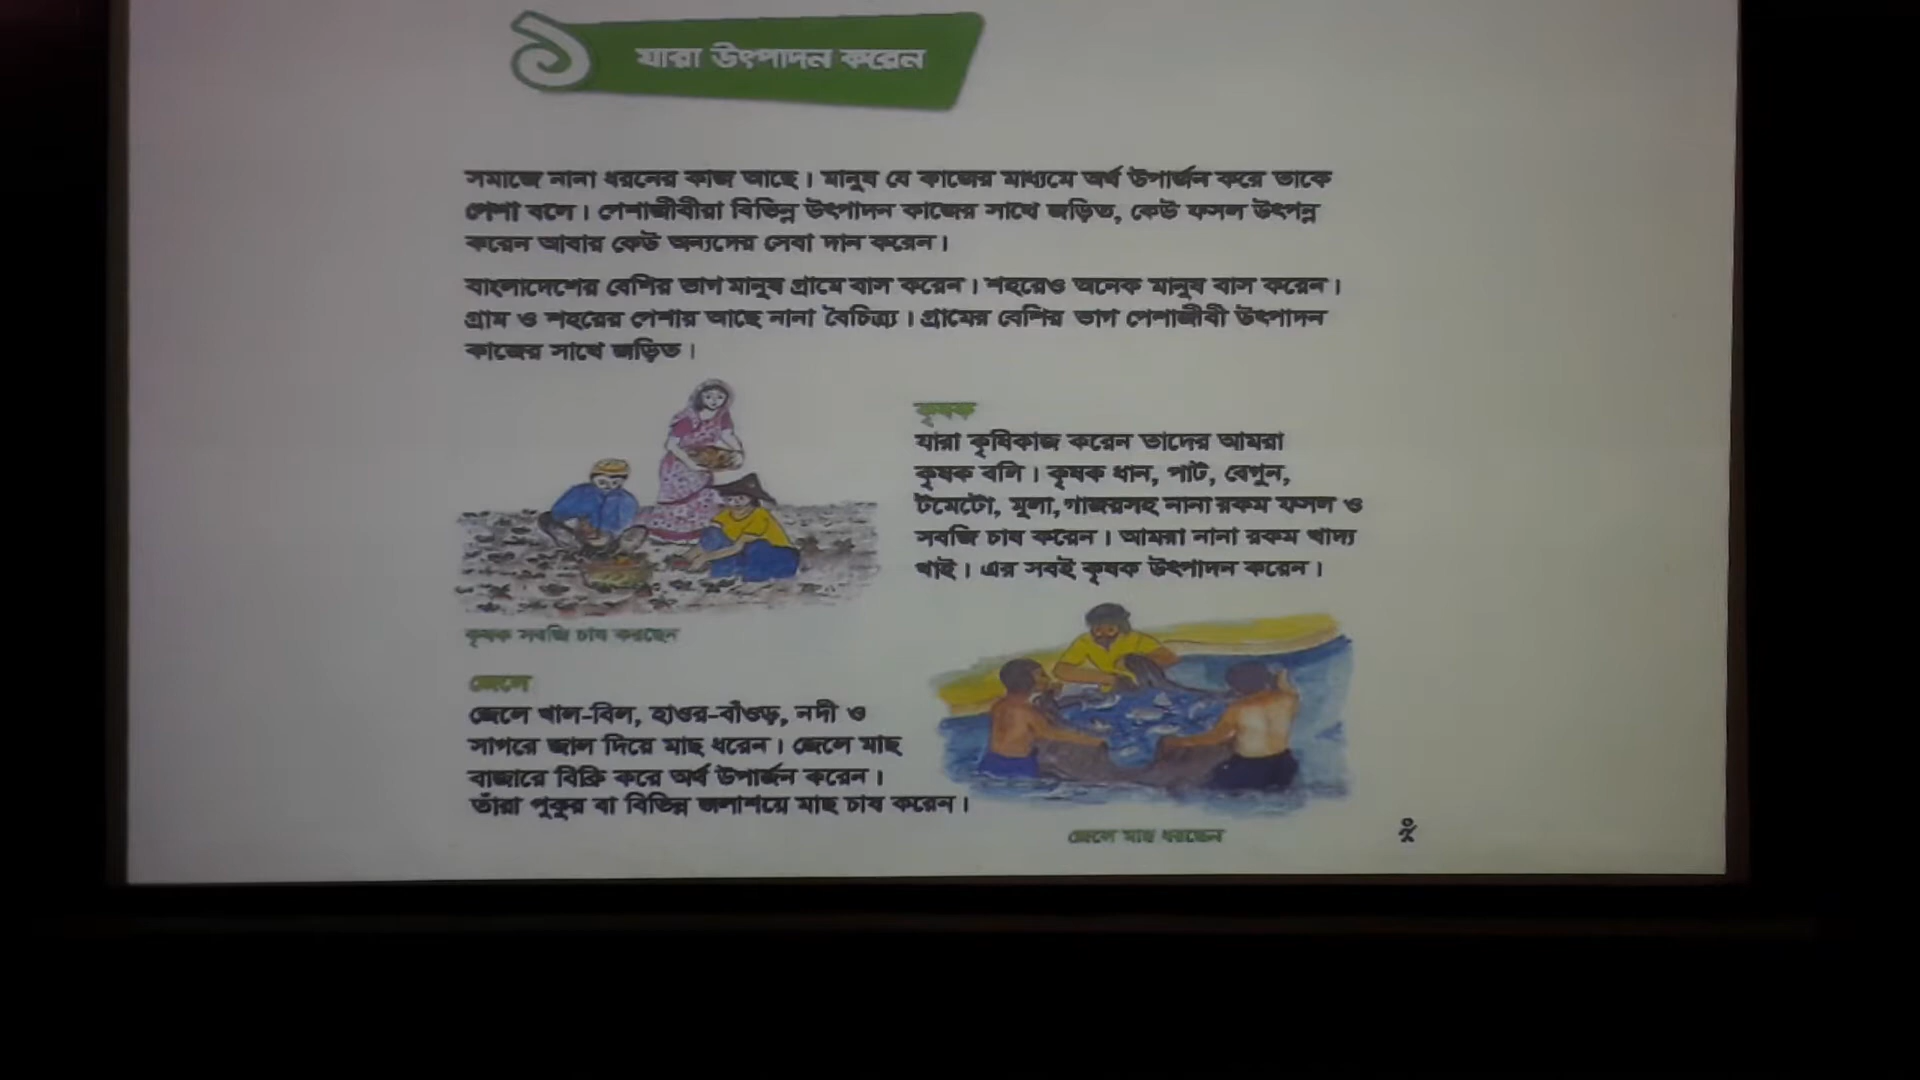 ১
যারা উৎপাদন করেন
সমাজে নানা ধরনের কাজ আছে। মানুষ যে কাজের মাধ্যমে অর্থ উপার্জন করে তাকে
পেশা বলে। পেশাজীবীরা বিভিন্ন উৎপাদন কাজের সাথে জড়িত, কেউ ফসল উৎপন্ন
করেন আবার কেউ অন্যদের সেবা দান করেন।
বাংলাদেশের বেশির ভাগ মানুষ গ্রামে বাস করেন। শহরেও অনেক মানুষ বাস করেন।
গ্রাম ও শহরের পেশায় আছে নানা বৈচিত্র্য। গ্রামের বেশির ভাগ পেশাজীবী উৎপাদন
কাজের সাথে জড়িত।
কৃষক
যারা কৃষিকাজ করেন তাদের আমরা
কৃষক বলি। কৃষক ধান, পাট, বেগুন,
টমেটো, মুলা, গাজরসহ নানা রকম ফসল ও
সবজি চাষ করেন। আমরা নানা রকম খাদ্য
খাই। এর সবই কৃষক উৎপাদন করেন।
কৃষক সবজি চাষ করছেন
জেলে
জেলে খাল-বিল, হাওর-বাঁওড়, নদী ও
সাগরে জাল দিয়ে মাছ ধরেন। জেলে মাছ
বাজারে বিক্রি করে অর্থ উপার্জন করেন।
তাঁরা পুকুর বা বিভিন্ন জলাশয়ে মাছ চাষ করেন।
জেলে মাছ ধরছেন